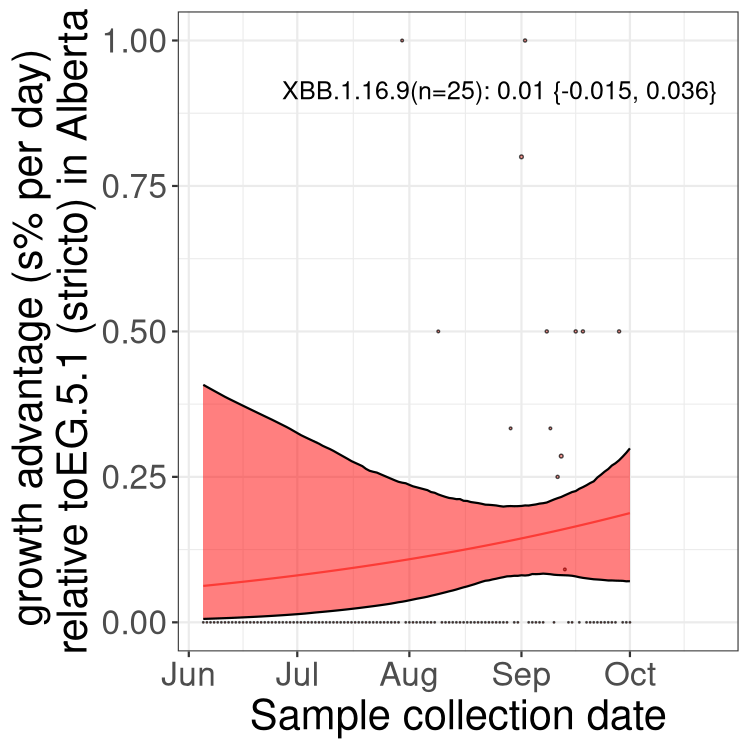 growth advantage (s% per day)
relative toEG.5.1 (stricto) in Alberta
1.00
0.75
0.50
0.25
0.00
XBB.1.16.9(n=25): 0.01 {-0.015, 0.036}
Jun Jul Aug Sep Oct
Sample collection date